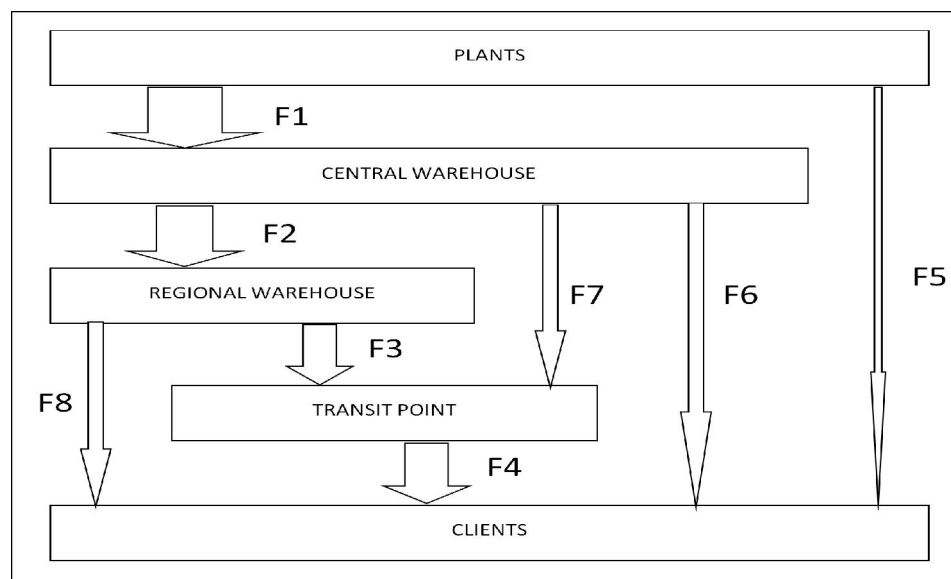 PLANTS
F1
CENTRAL WAREHOUSE
F2
F5
REGIONAL WAREHOUSE
F7
F6
F3
F8
TRANSIT POINT
F4
CLIENTS